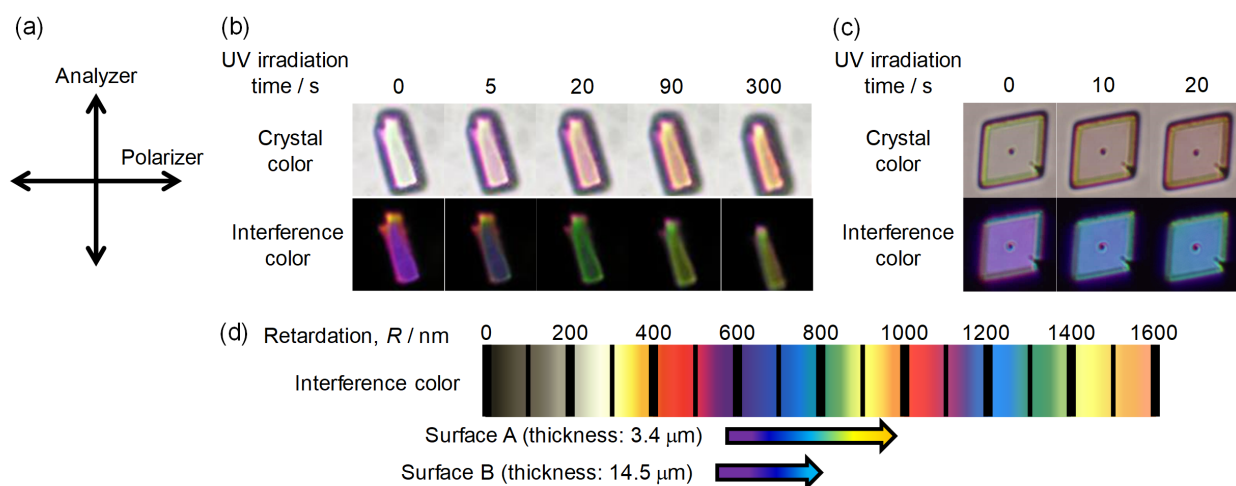 (a)
Analyzer
Polarizer
(b)
UV irradiation
time / s
0 5 20 90 300
Crystal
color
Interference
color
(c)
UV irradiation
time / s
0 10 20
Crystal
color
Interference
color
(d)
Retardation, R / nm
0 200 400 600 800 1000 1200 1400 1600
Interference color
Surface A (thickness: 3.4 μm)
Surface B (thickness: 14.5 μm)